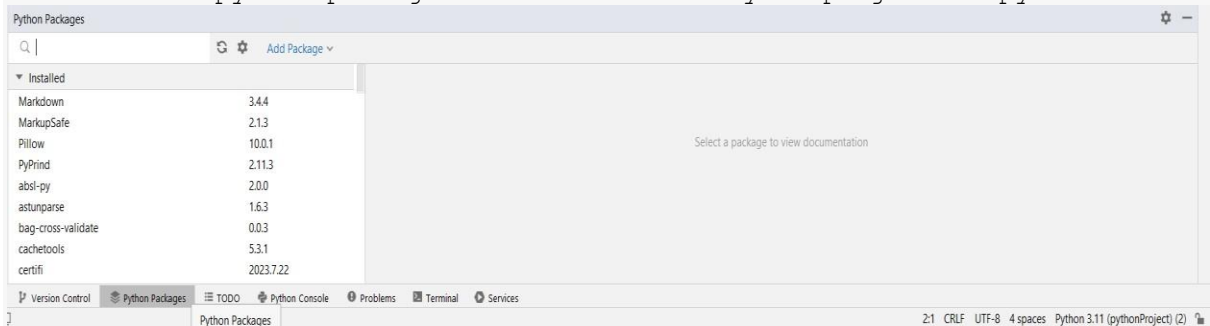 Python Packages
Add Package
Installed
Markdown 3.4.4
MarkupSafe 2.1.3
Pillow 10.0.1
Select a package to view documentation
PyPrind 2.11.3
absl-py 2.0.0
astunparse 1.6.3
bag-cross-validate 0.0.3
cachetools 5.3.1
certifi 2023.7.22
Version Control Python Packages TODO Python Console Problems Terminal Services
Python Packages 2:1 CRLF UTF-8 4 spaces Python 3.11 (pythonProject) (2)